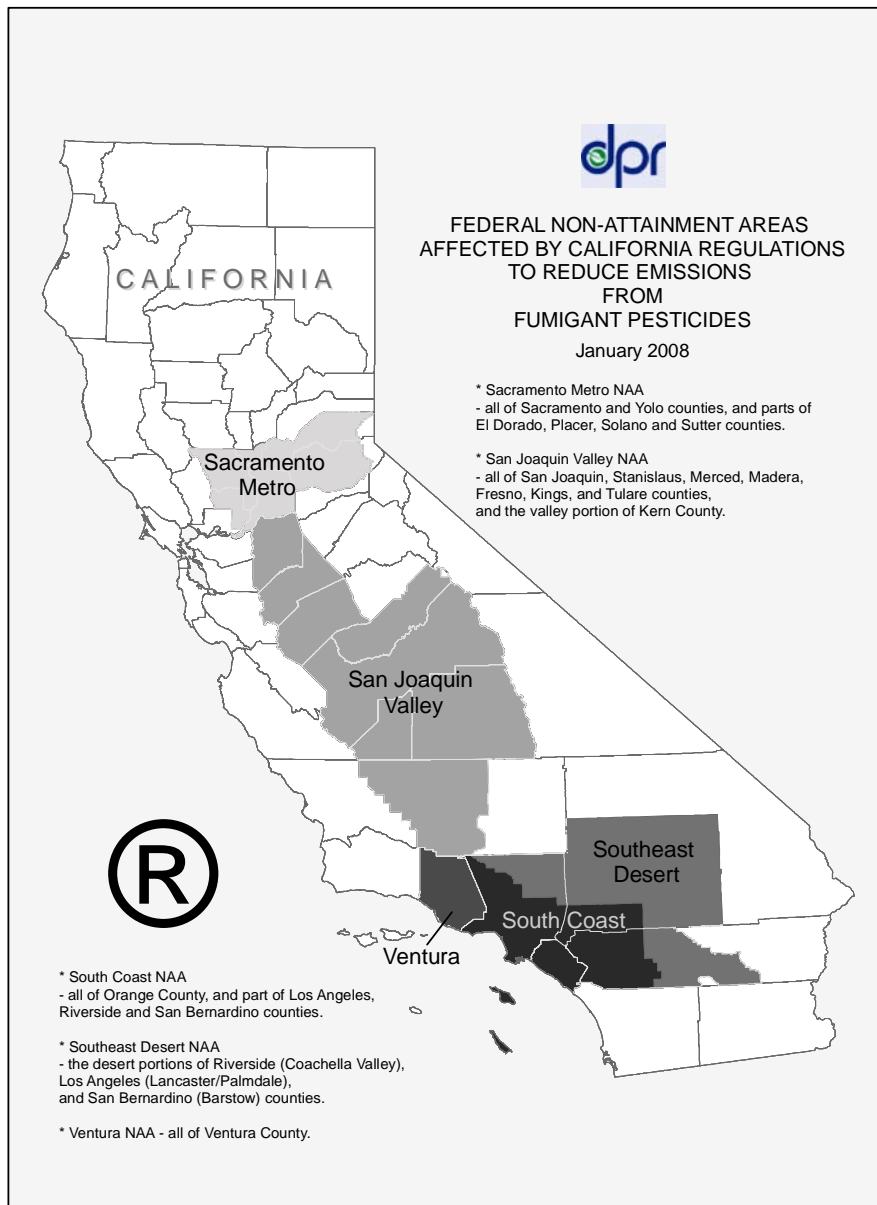 dpr
FEDERAL NON-ATTAINMENT AREAS
AFFECTED BY CALIFORNIA REGULATIONS
TO REDUCE EMISSIONS
FROM
FUMIGANT PESTICIDES
January 2008
* Sacramento Metro NAA
- all of Sacramento and Yolo counties, and parts of
El Dorado, Placer, Solano and Sutter counties.
* San Joaquin Valley NAA
- all of San Joaquin, Stanislaus, Merced, Madera,
Fresno, Kings, and Tulare counties,
and the valley portion of Kern County.
CALIFORNIA
Sacramento
Metro
San Joaquin
Valley
Southeast
Desert
South Coast
Ventura
®
* South Coast NAA
- all of Orange County, and part of Los Angeles,
Riverside and San Bernardino counties.
* Southeast Desert NAA
- the desert portions of Riverside (Coachella Valley),
Los Angeles (Lancaster/Palmdale),
and San Bernardino (Barstow) counties.
* Ventura NAA - all of Ventura County.